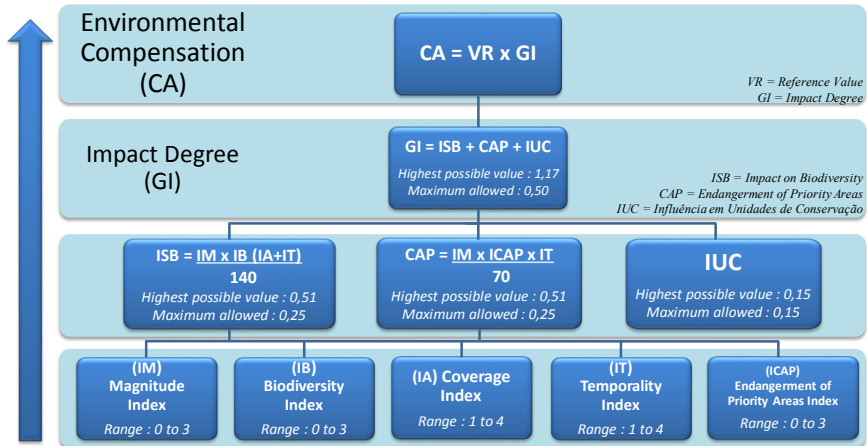 Environmental
Compensation
(CA)
CA = VR x GI
VR = Reference Value
GI = Impact Degree
Impact Degree
(GI)
GI = ISB + CAP + IUC
Highest possible value : 1,17
Maximum allowed : 0,50
ISB = Impact on Biodiversity
CAP = Endangerment of Priority Areas
IUC = Influência em Unidades de Conservação
ISB = IM x IB (IA+IT)
140
Highest possible value : 0,51
Maximum allowed : 0,25
CAP = IM x ICAP x IT
70
Highest possible value : 0,51
Maximum allowed : 0,25
IUC
Highest possible value : 0,15
Maximum allowed : 0,15
(IM)
Magnitude
Index
Range : 0 to 3
(IB)
Biodiversity
Index
Range : 0 to 3
(IA) Coverage
Index
Range : 1 to 4
(IT)
Temporality
Index
Range : 1 to 4
(ICAP)
Endangerment of
Priority Areas Index
Range : 0 to 3